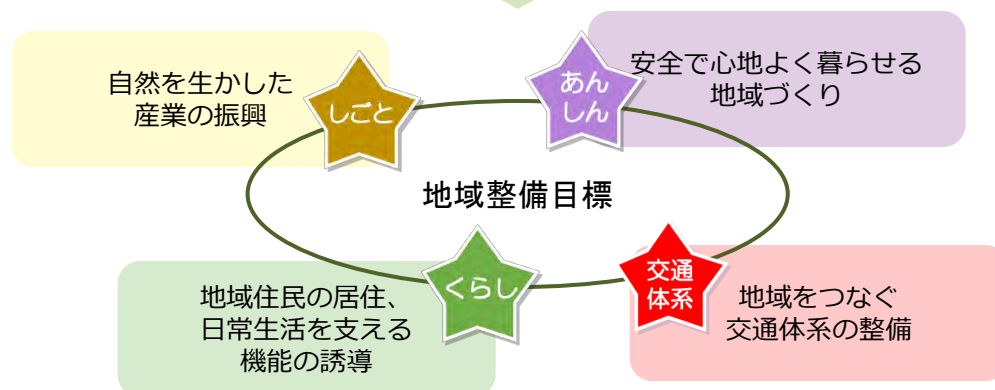 自然を生かした
産業の振興
しごと
あん
しん
安全で心地よく暮らせる
地域づくり
地域整備目標
地域住民の居住、
日常生活を支える
機能の誘導
くらし
交通
体系
地域をつなぐ
交通体系の整備